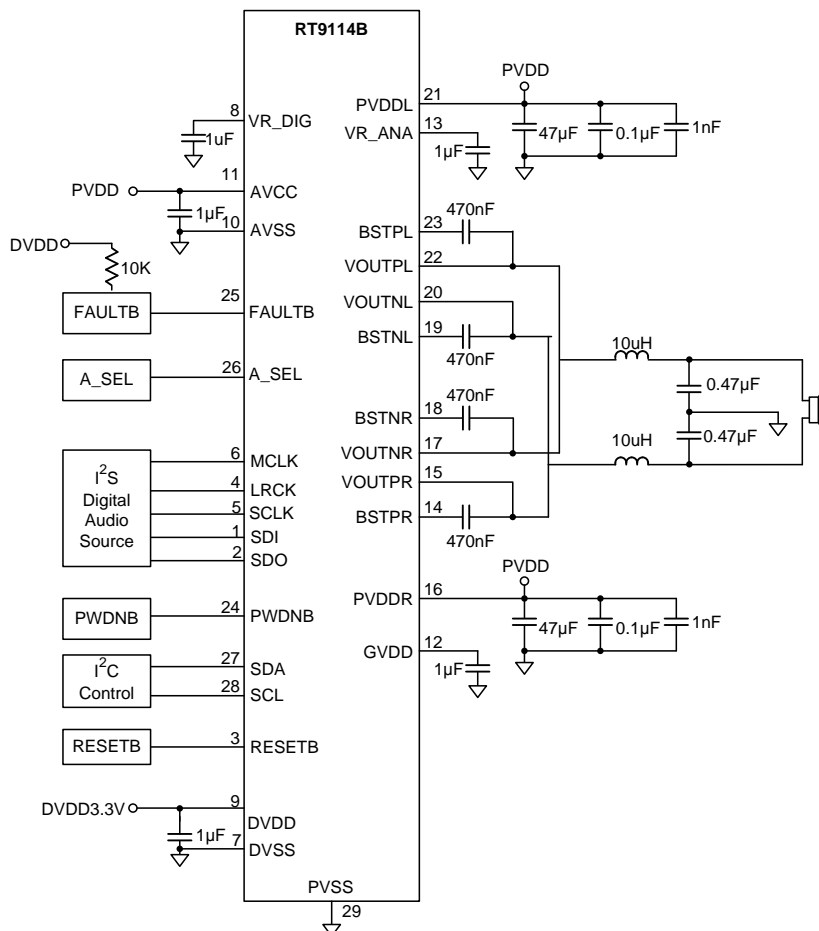 RT9114B
PVDD
21
PVDDL
8
VR_DIG
1uF
13
VR_ANA
1µF
47µF
0.1µF
1nF
11
PVDD
AVCC
1µF
10
AVSS
470nF
23
BSTPL
22
VOUTPL
DVDD
10K
25
FAULTB
FAULTB
20
VOUTNL
19
BSTNL
470nF
10uH
26
A_SEL
A_SEL
0.47µF
470nF
18
BSTNR
17
VOUTNR
0.47µF
10uH
I²S
Digital
Audio
Source
6
MCLK
4
LRCK
5
SCLK
1
SDI
2
SDO
15
VOUTPR
14
BSTPR
470nF
PVDD
16
PVDDR
PWDNB
24
PWDNB
47µF
0.1µF
1nF
12
GVDD
1µF
I²C
Control
27
SDA
28
SCL
RESETB
3
RESETB
DVDD3.3V
9
DVDD
1µF
7
DVSS
PVSS
29